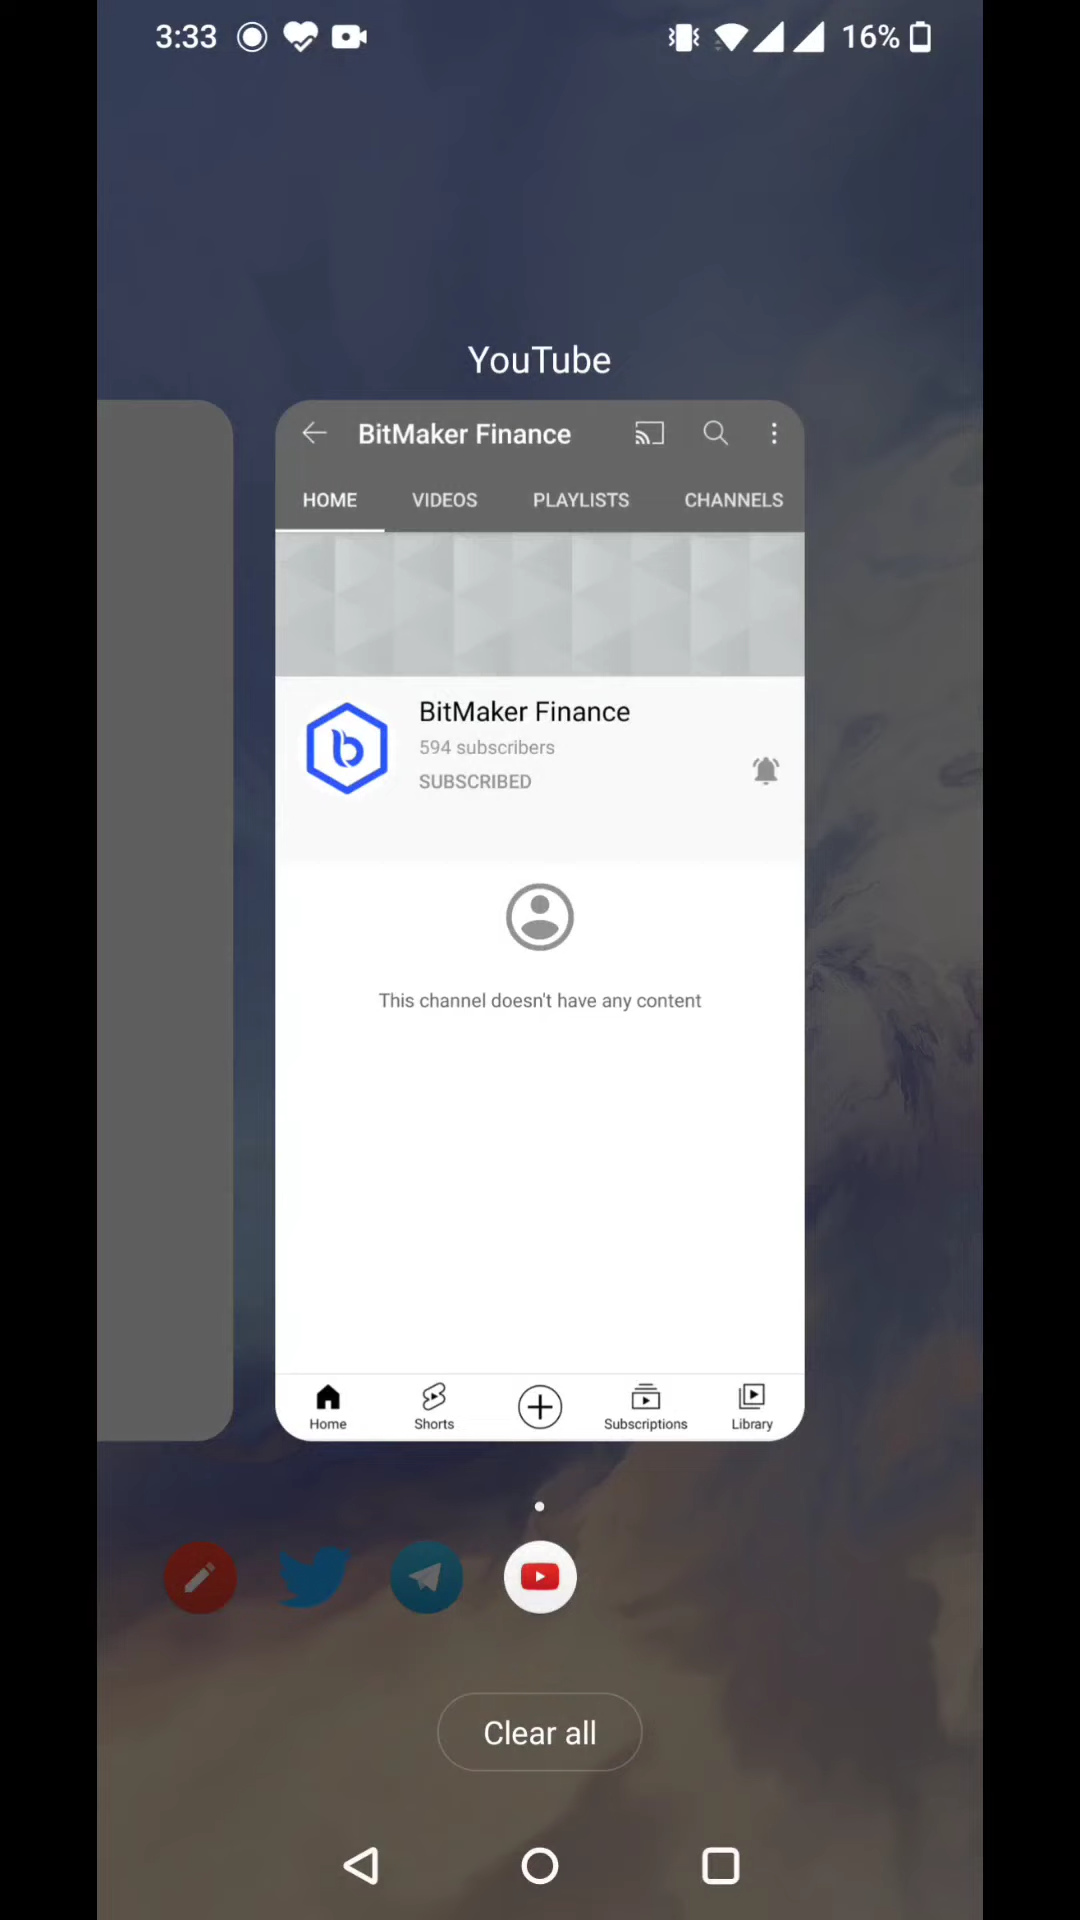 3:33
16%
YouTube
BitMaker Finance
HOME VIDEOS PLAYLISTS CHANNELS
BitMaker Finance
594 subscribers
SUBSCRIBED
This channel doesn't have any content
Home Shorts Subscriptions Library
Clear all